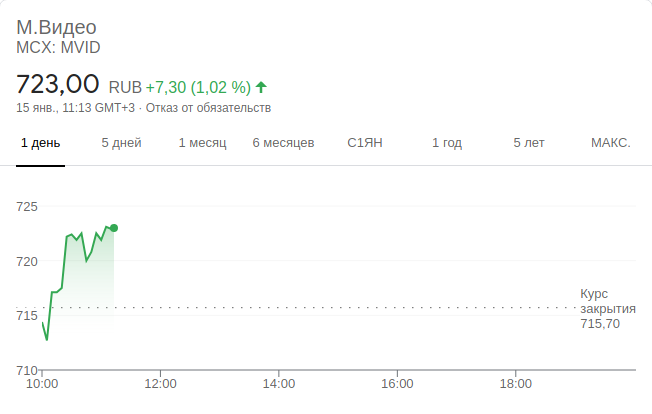 М.Видео
MCX: MVID
723,00 RUB +7,30 (1,02 %)
15 янв., 11:13 GMT+3 · Отказ от обязательств
1 день 5 дней 1 месяц 6 месяцев С1ЯН 1 год 5 лет МАКС.
725
720
715
710
Курс
закрытия
715,70
10:00 12:00 14:00 16:00 18:00